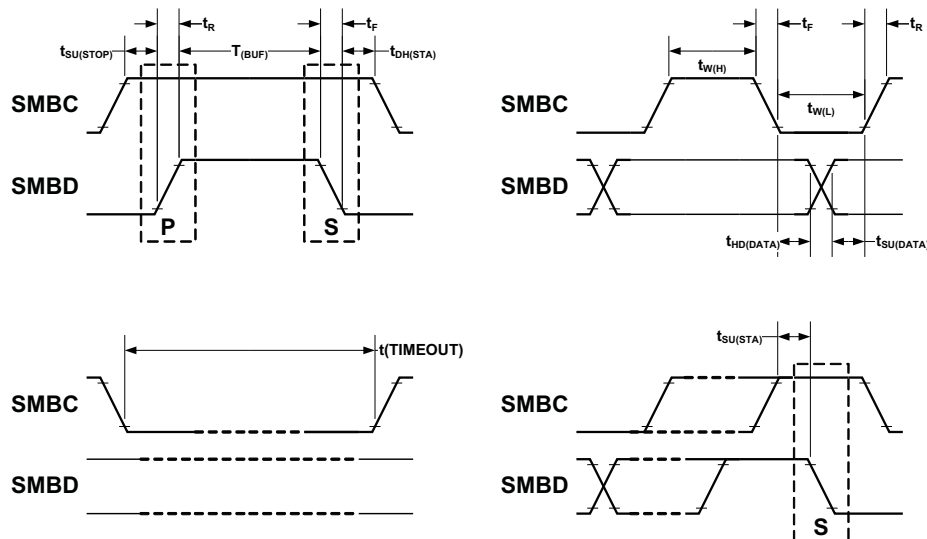 tR
tF
tSU(STOP)
T(BUF)
tDH(STA)
SMBC
SMBD
P
S
tF
tR
tW(H)
SMBC
tW(L)
SMBD
tHD(DATA)
tSU(DATA)
t(TIMEOUT)
SMBC
SMBD
tSU(STA)
SMBC
SMBD
S